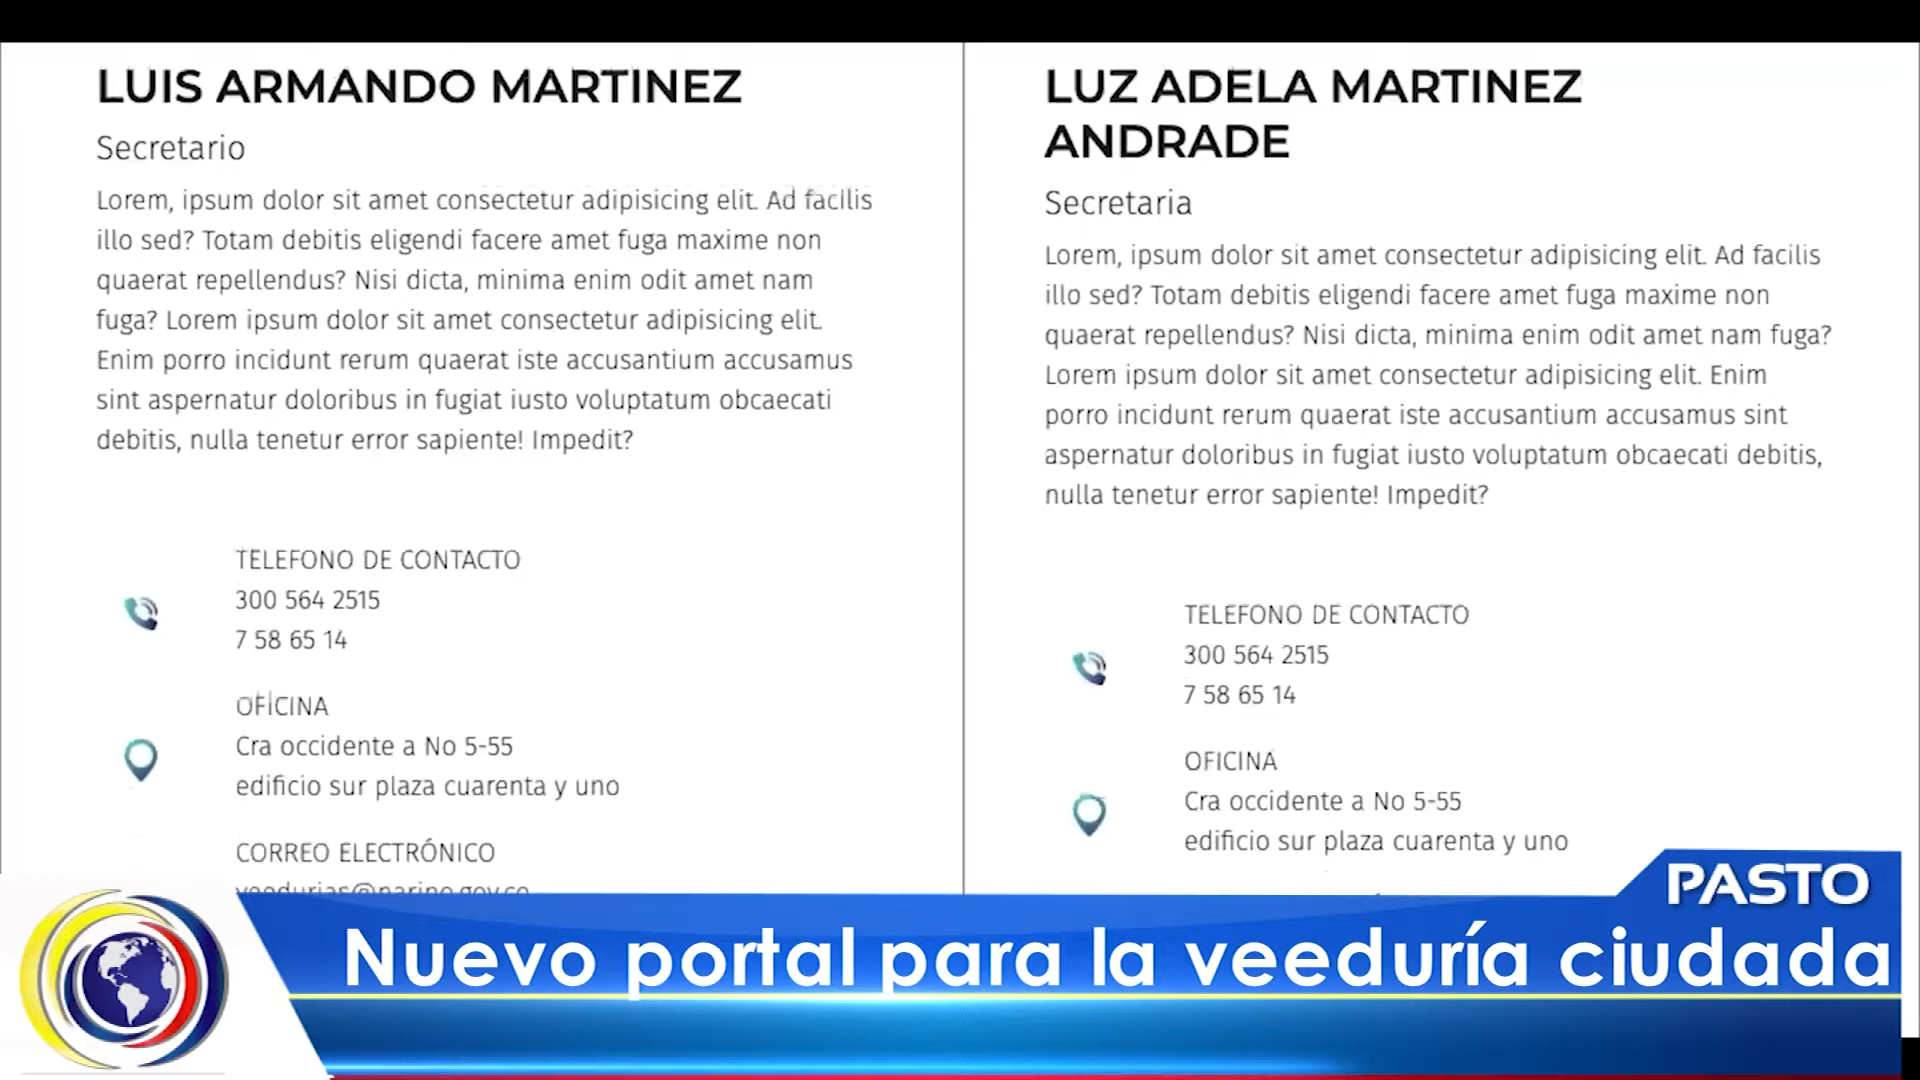 LUIS ARMANDO MARTINEZ
Secretario
Lorem, ipsum dolor sit amet consectetur adipisicing elit. Ad facilis
illo sed? Totam debitis eligendi facere amet fuga maxime non
quaerat repellendus? Nisi dicta, minima enim odit amet nam
fuga? Lorem ipsum dolor sit amet consectetur adipisicing elit.
Enim porro incidunt rerum quaerat iste accusantium accusamus
sint aspernatur doloribus in fugiat iusto voluptatum obcaecati
debitis, nulla tenetur error sapiente! Impedit?
TELEFONO DE CONTACTO
300 564 2515
7 58 65 14
OFICINA
Cra occidente a No 5-55
edificio sur plaza cuarenta y uno
CORREO ELECTRÓNICO
veedurias@narino.gov.co
LUZ ADELA MARTINEZ
ANDRADE
Secretaria
Lorem, ipsum dolor sit amet consectetur adipisicing elit. Ad facilis
illo sed? Totam debitis eligendi facere amet fuga maxime non
quaerat repellendus? Nisi dicta, minima enim odit amet nam fuga?
Lorem ipsum dolor sit amet consectetur adipisicing elit. Enim
porro incidunt rerum quaerat iste accusantium accusamus sint
aspernatur doloribus in fugiat iusto voluptatum obcaecati debitis,
nulla tenetur error sapiente! Impedit?
TELEFONO DE CONTACTO
300 564 2515
7 58 65 14
OFICINA
Cra occidente a No 5-55
edificio sur plaza cuarenta y uno
PASTO
Nuevo portal para la veeduría ciudada